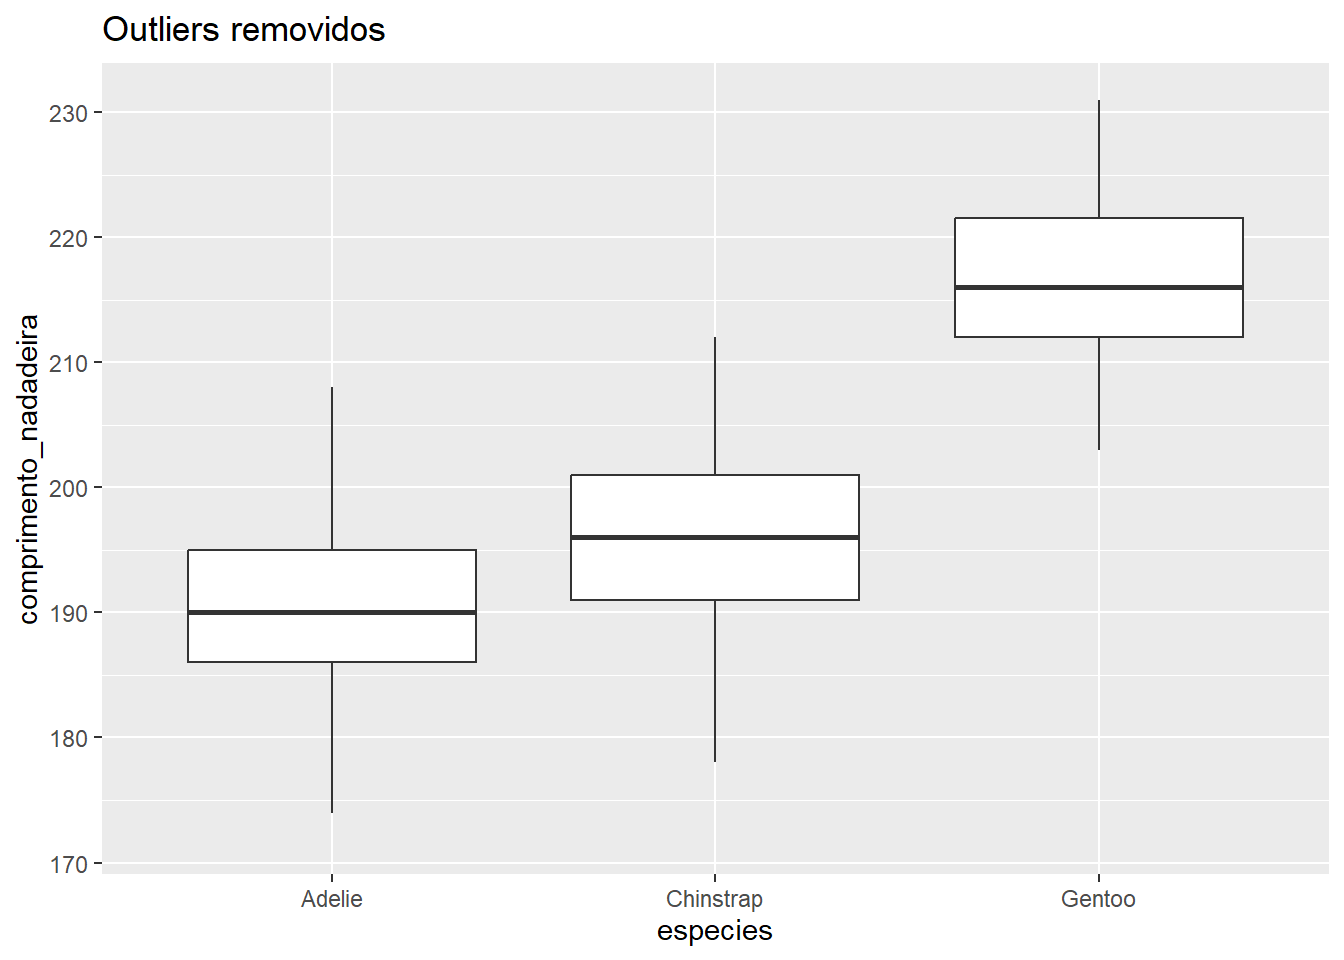 Outliers removidos
comprimento_nadadeira
230
220
210
200
190
180
170
Adelie Chinstrap Gentoo
especies